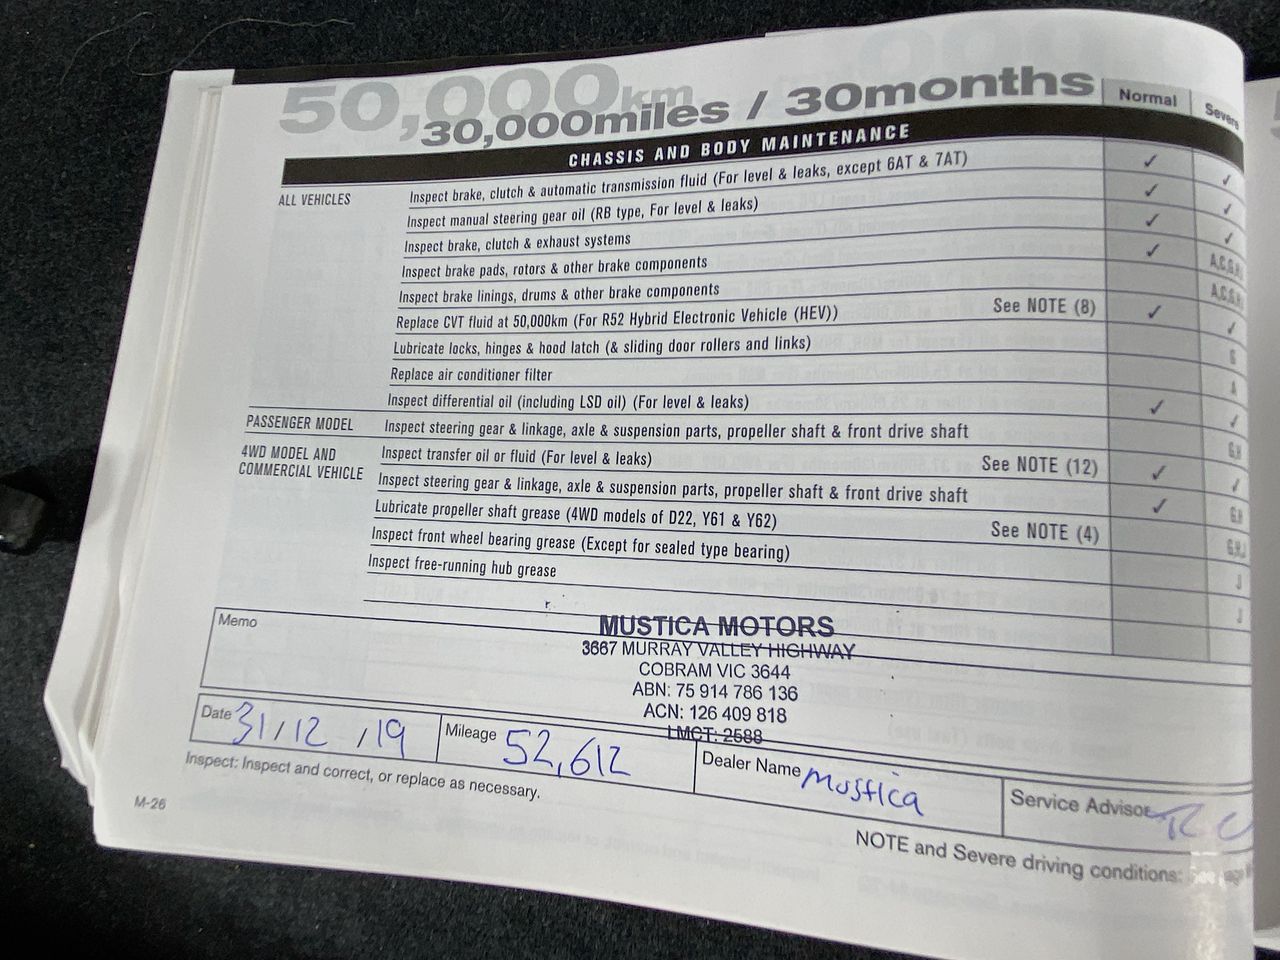 50,000km
30,000miles / 30months
Normal Severe
CHASSIS AND BODY MAINTENANCE
ALL VEHICLES Inspect brake, clutch & automatic transmission fluid (For level & leaks, except 6AT & 7AT) ✓ ✓
Inspect manual steering gear oil (RB type, For level & leaks) ✓ ✓
Inspect brake, clutch & exhaust systems ✓ ✓
Inspect brake pads, rotors & other brake components ✓ A,C,G,H
Inspect brake linings, drums & other brake components A,C,G,H
Replace CVT fluid at 50,000km (For R52 Hybrid Electronic Vehicle (HEV)) See NOTE (8) ✓ ✓
Lubricate locks, hinges & hood latch (& sliding door rollers and links) G
Replace air conditioner filter A
Inspect differential oil (including LSD oil) (For level & leaks) ✓ ✓
PASSENGER MODEL Inspect steering gear & linkage, axle & suspension parts, propeller shaft & front drive shaft G,H
4WD MODEL AND
COMMERCIAL VEHICLE
Inspect transfer oil or fluid (For level & leaks) See NOTE (12) ✓ ✓
Inspect steering gear & linkage, axle & suspension parts, propeller shaft & front drive shaft ✓ G,H
Lubricate propeller shaft grease (4WD models of D22, Y61 & Y62) See NOTE (4) G,H,J
Inspect front wheel bearing grease (Except for sealed type bearing) J
Inspect free-running hub grease J
Memo
MUSTICA MOTORS
3667 MURRAY VALLEY HIGHWAY
COBRAM VIC 3644
ABN: 75 914 786 136
ACN: 126 409 818
LMCT: 2588
Date 31/12/19 Mileage 52,612 Dealer Name Mustica Service Advisor
Inspect: Inspect and correct, or replace as necessary.
NOTE and Severe driving conditions: See page
M-26